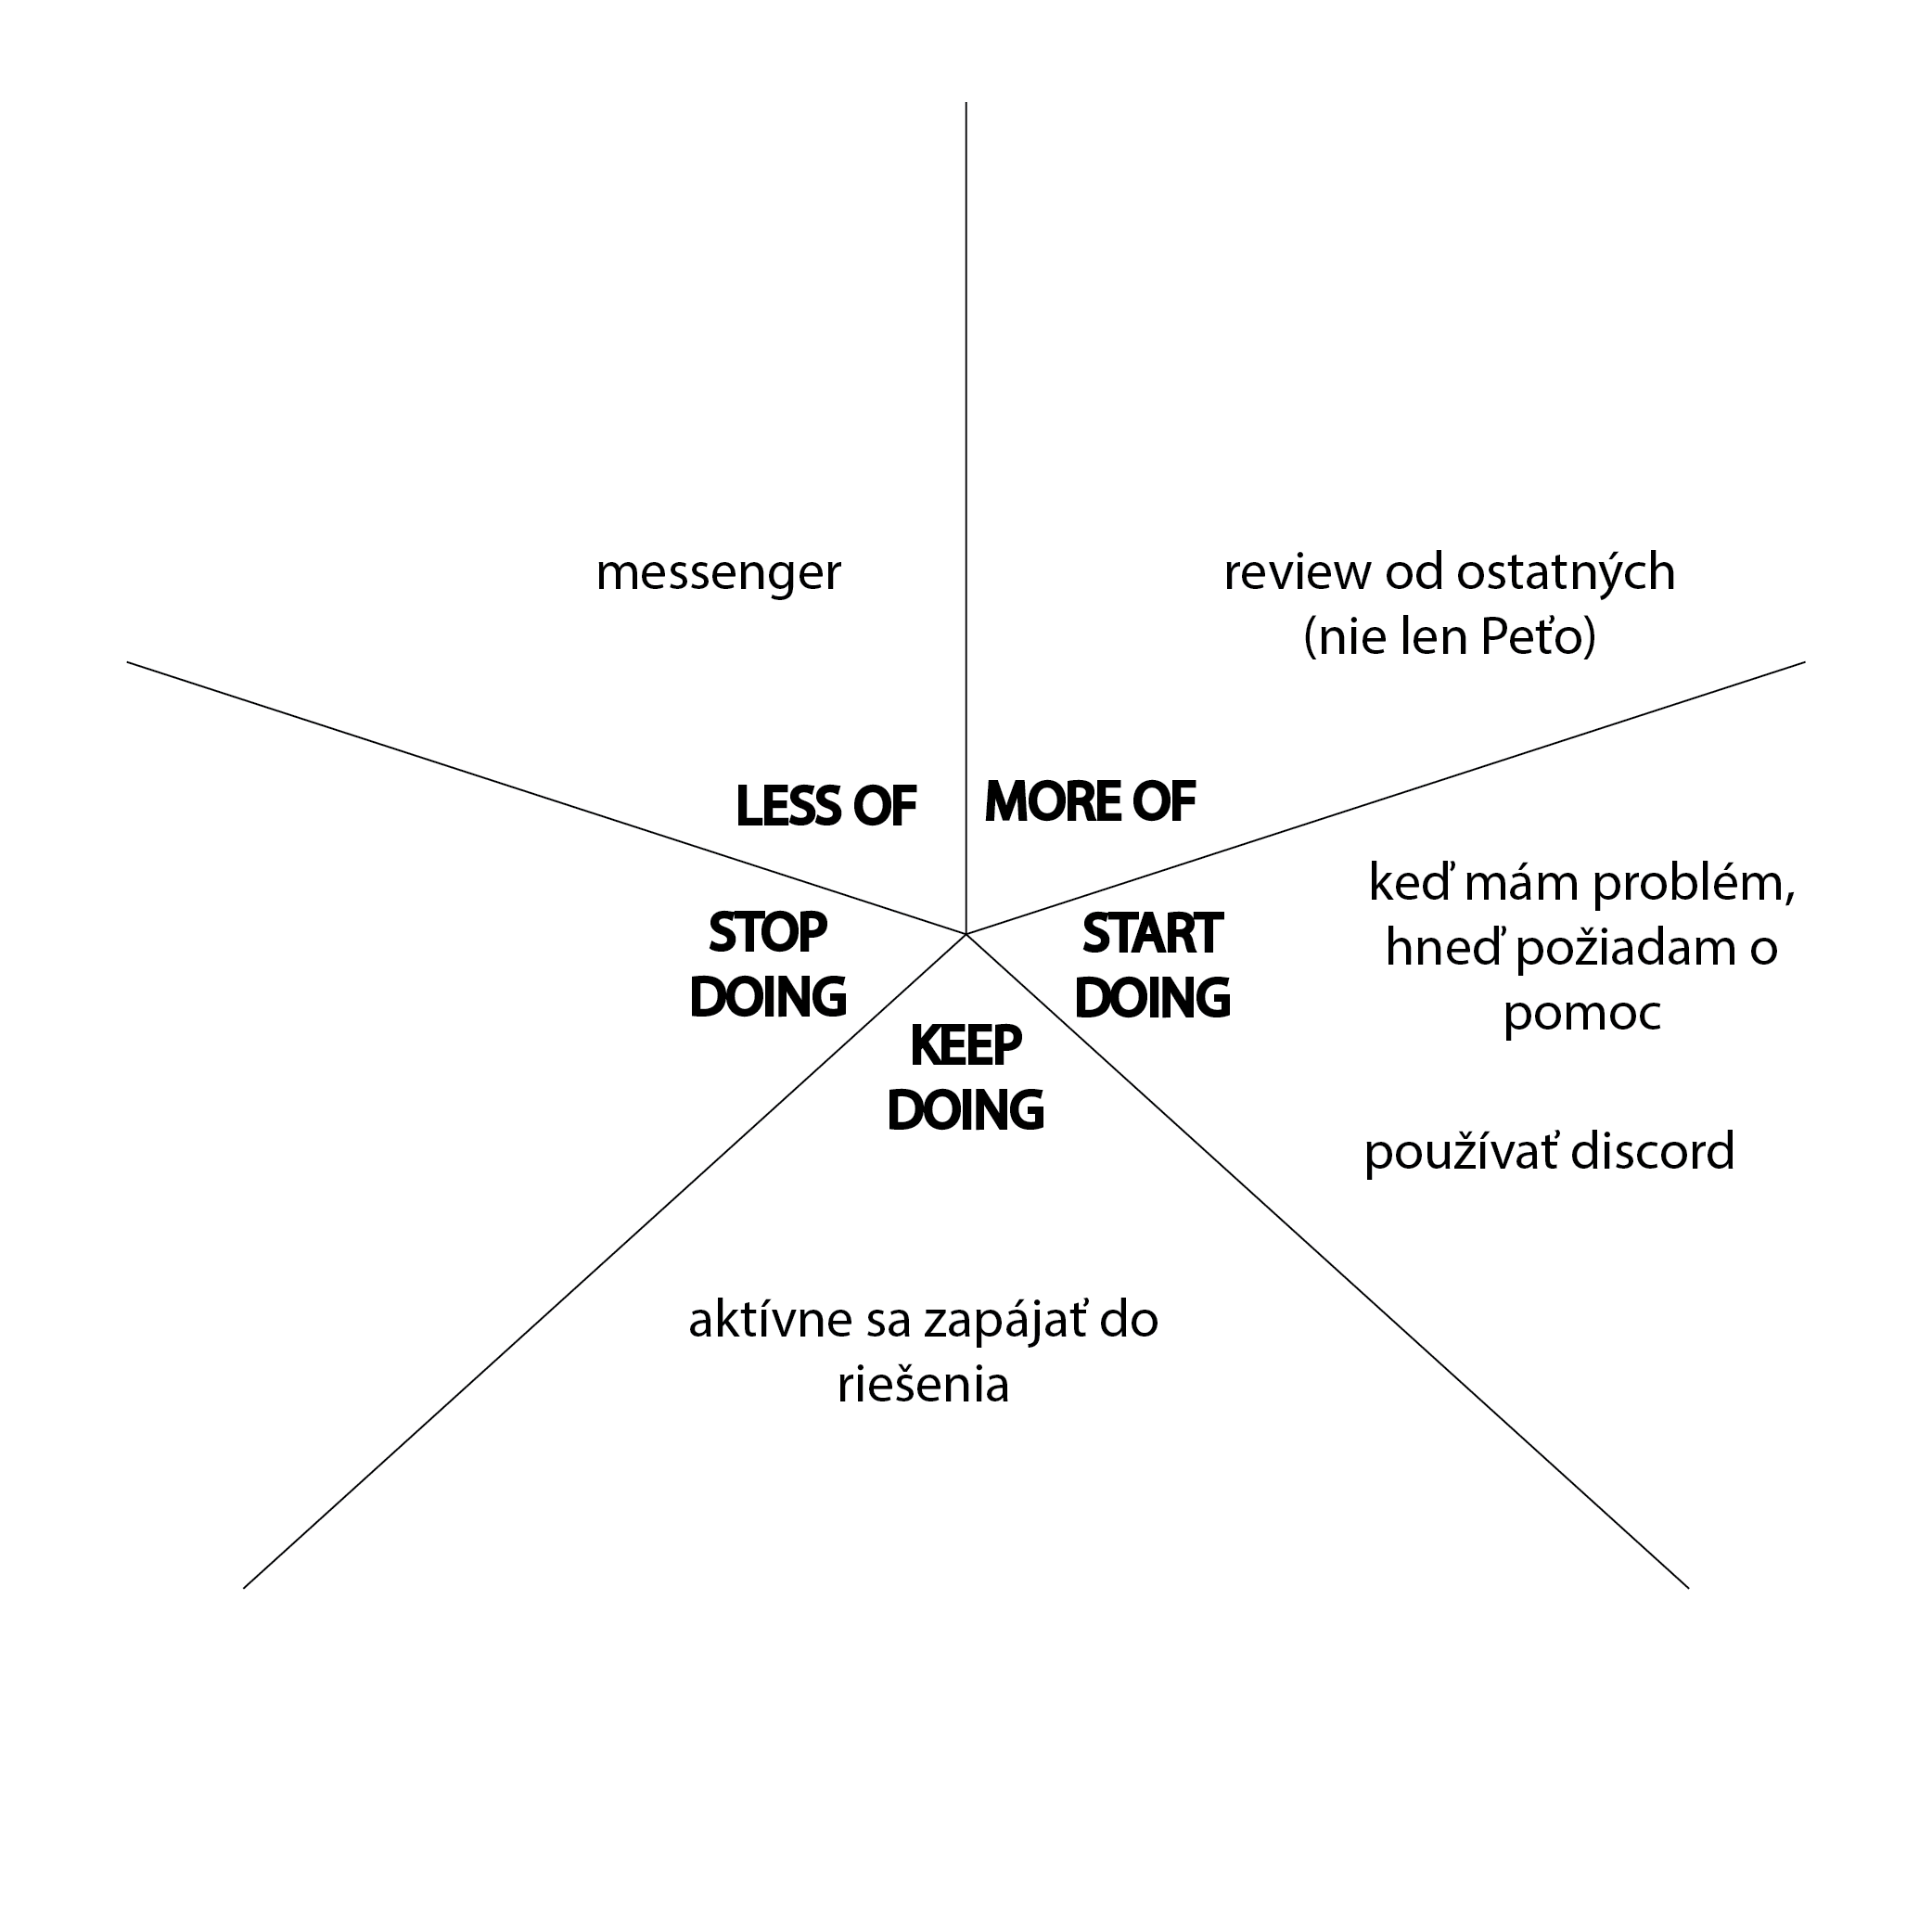 messenger
review od ostatných
(nie len Peťo)
LESS OF
MORE OF
keď mám problém,
hneď požiadam o
pomoc
STOP
DOING
START
DOING
KEEP
DOING
používať discord
aktívne sa zapájať do
riešenia